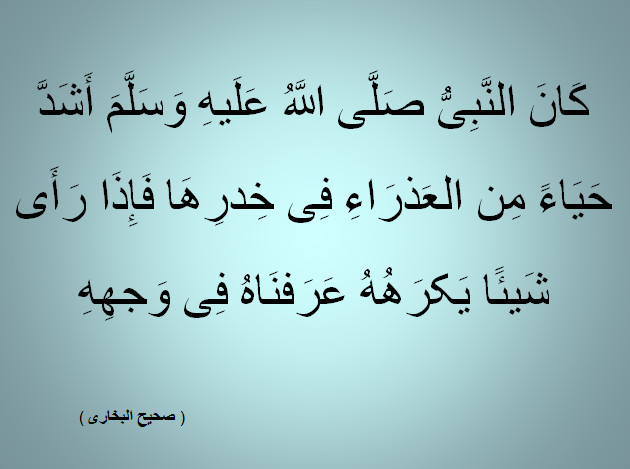 كَانَ النَّبِىُّ صَلَّى اللَّهُ عَلَيهِ وَسَلَّمَ أَشَدَّ
حَيَاءً مِن العَذرَاءِ فِى خِدرِهَا فَإِذَا رَأَى
شَيئًا يَكرَهُهُ عَرَفنَاهُ فِى وَجهِهِ
( صحيح البخارى )